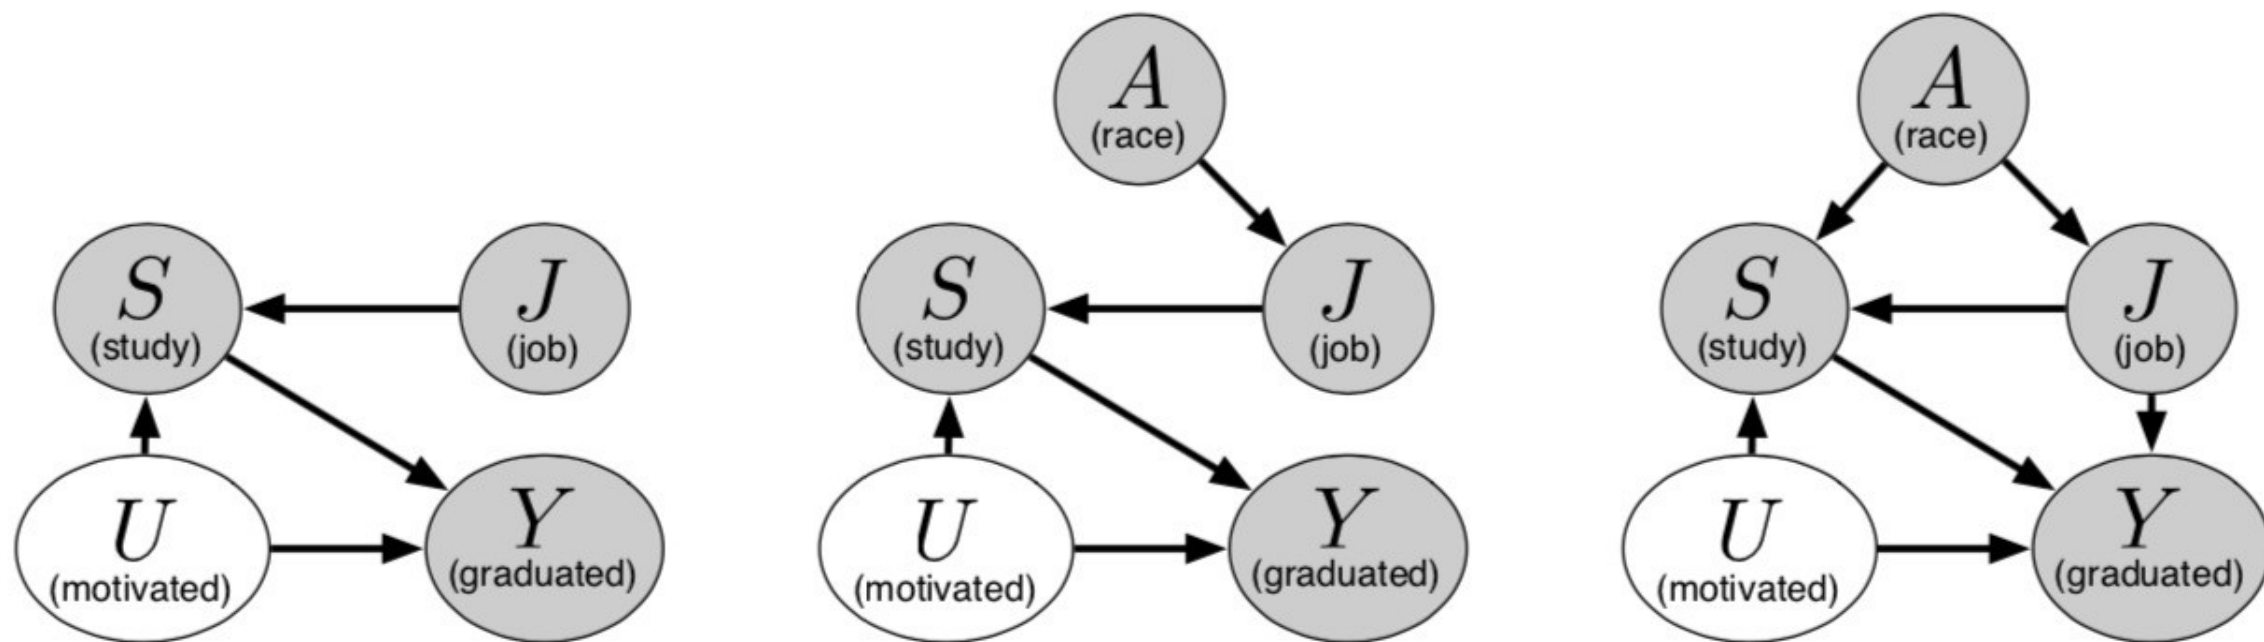 S
(study)
J
(job)
U
(motivated)
Y
(graduated)
A
(race)
S
(study)
J
(job)
U
(motivated)
Y
(graduated)
A
(race)
S
(study)
J
(job)
U
(motivated)
Y
(graduated)